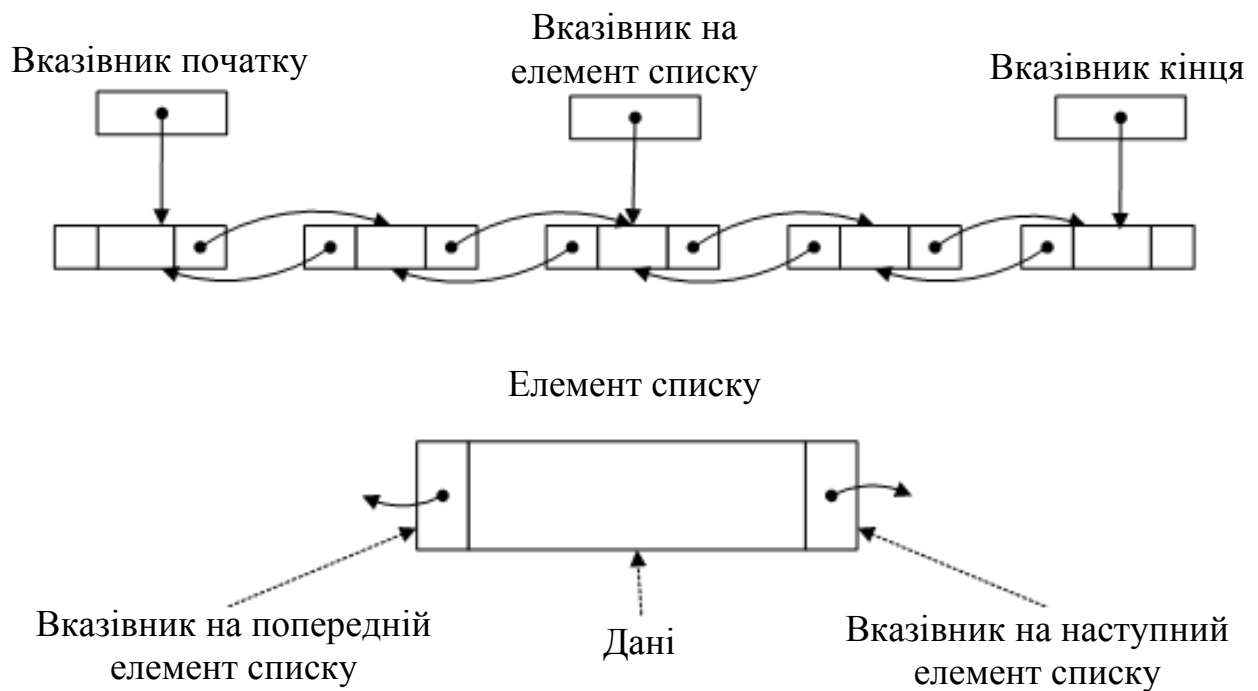 Вказівник початку
Вказівник на
елемент списку
Вказівник кінця
Елемент списку
Вказівник на попередній
елемент списку
Дані
Вказівник на наступний
елемент списку